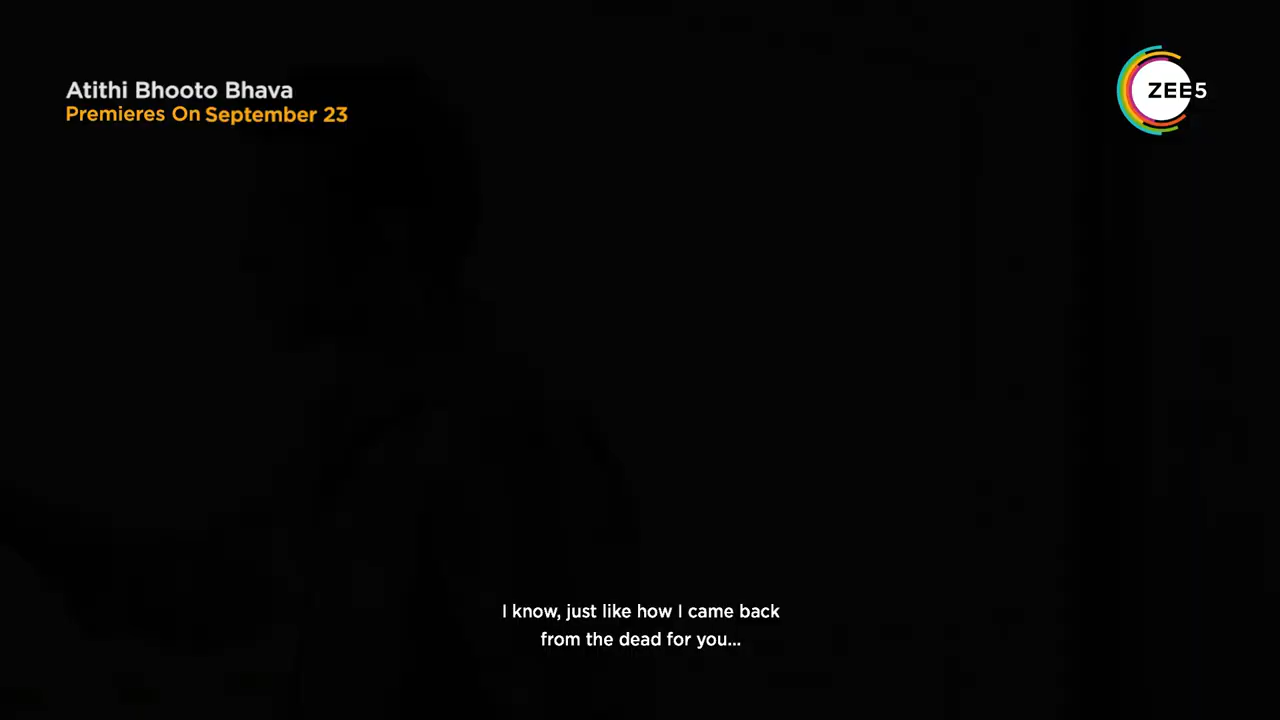 Atithi Bhooto Bhava
Premieres On September 23
ZEE5
I know, just like how I came back
from the dead for you...